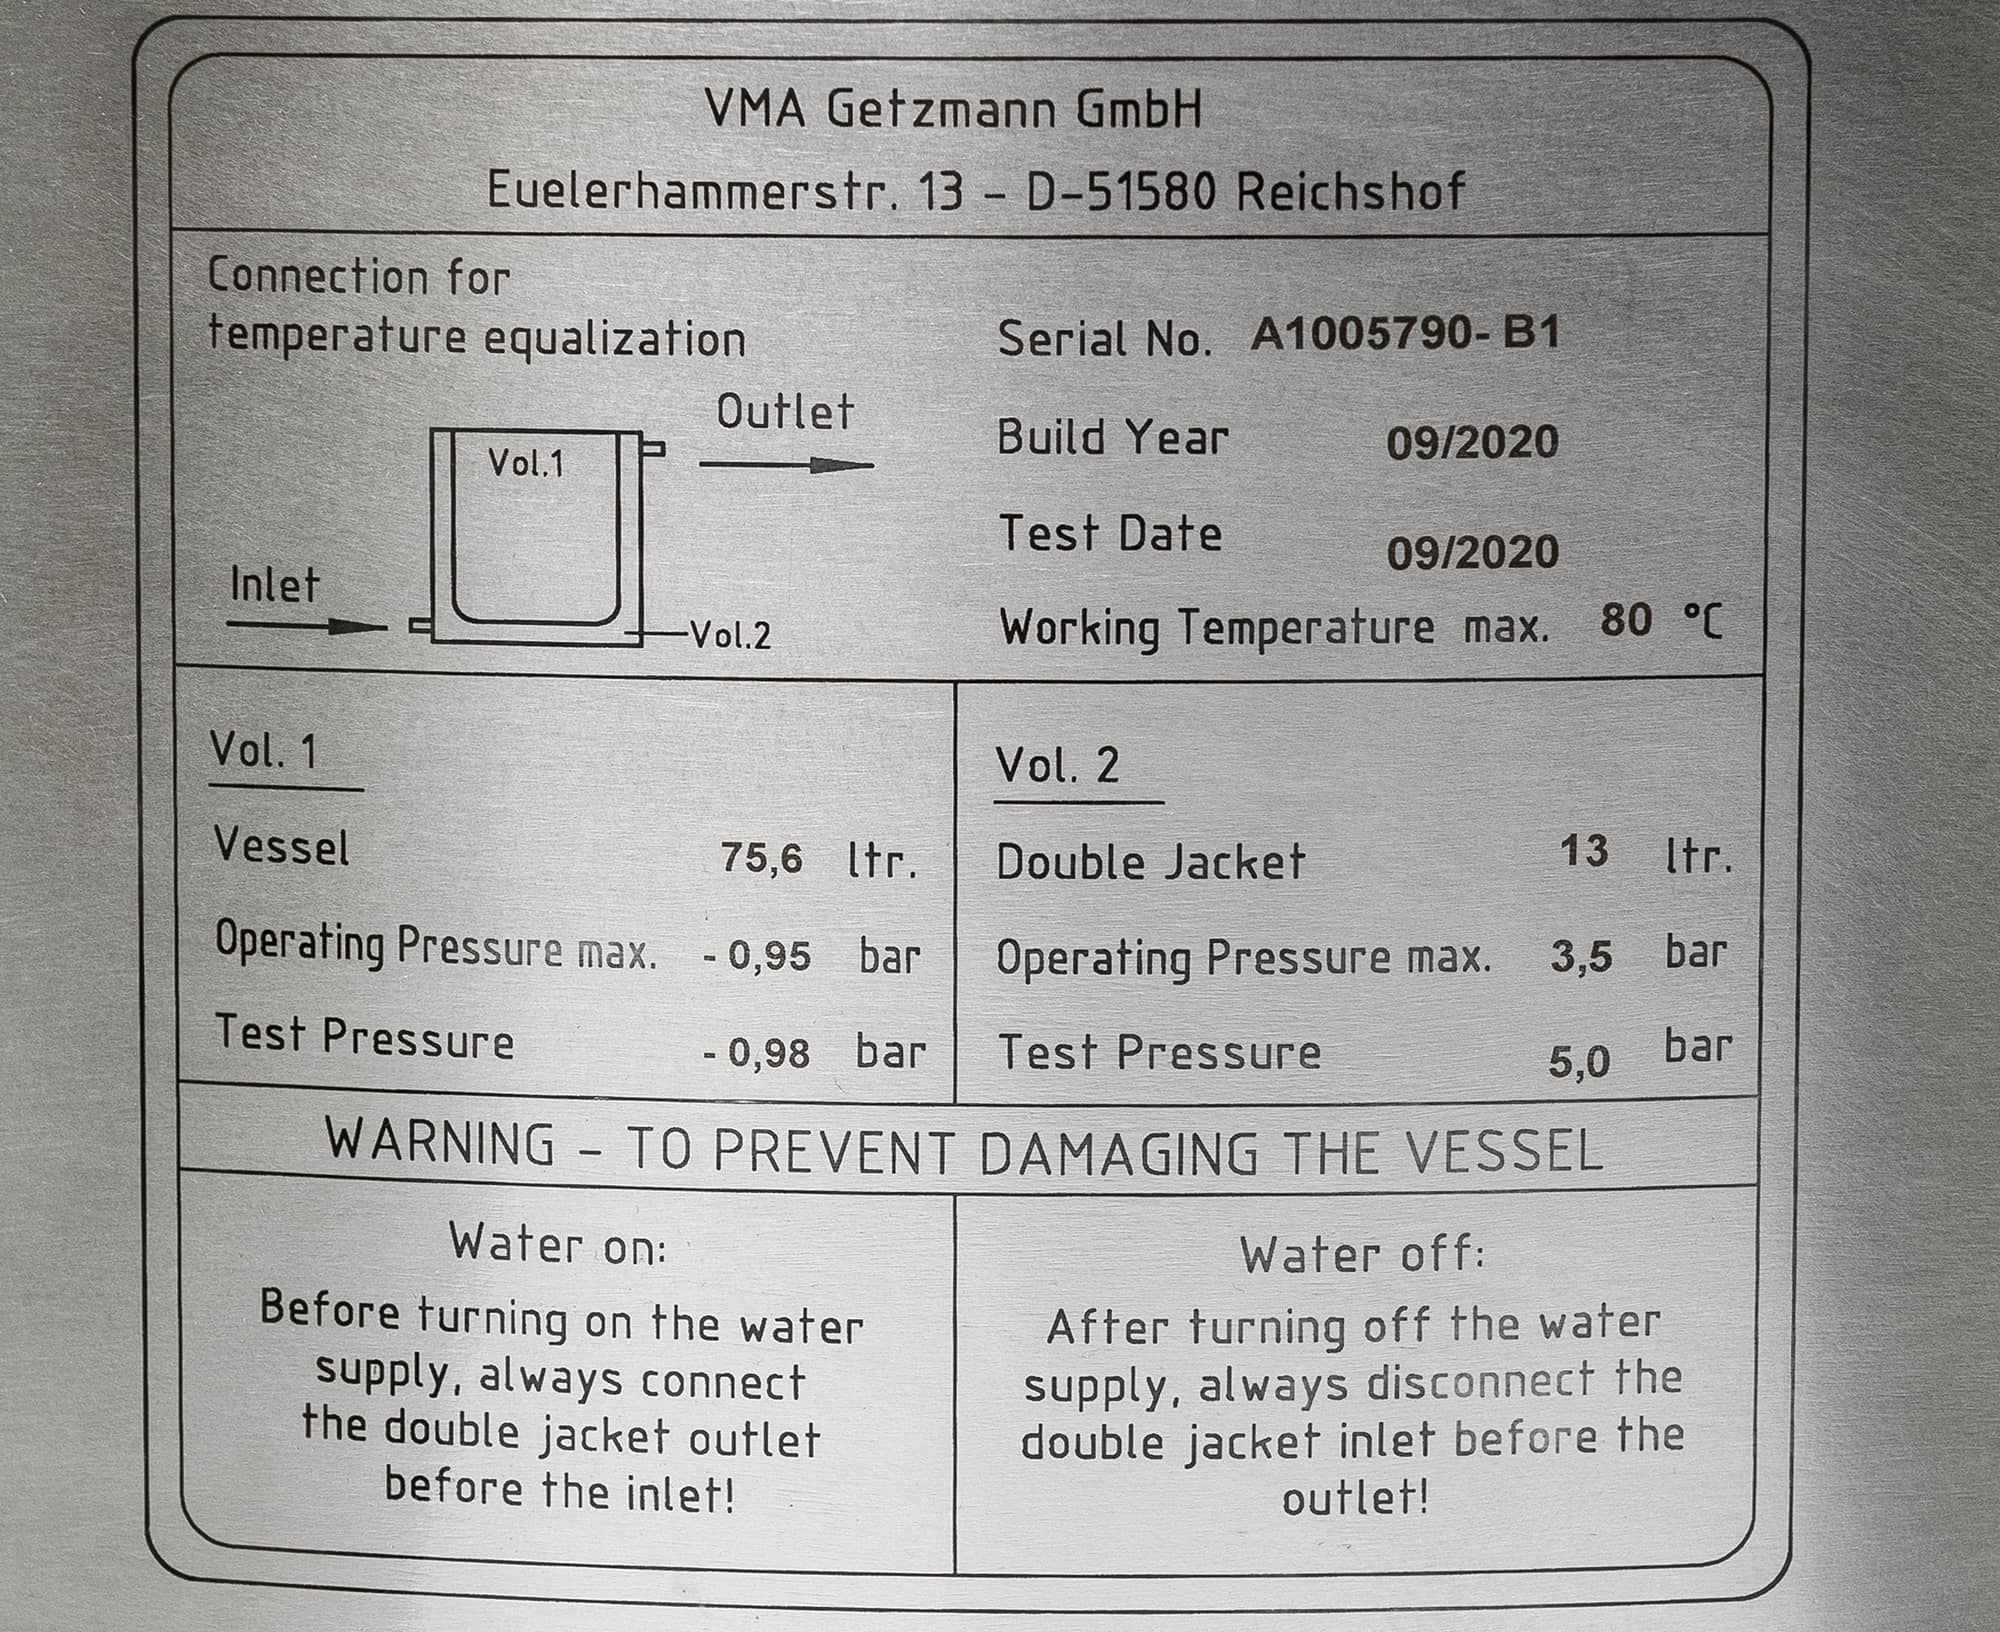 VMA Getzmann GmbH
Euelerhammerstr. 13 - D-51580 Reichshof
Connection for
temperature equalization
Outlet
Vol.1
Inlet
Vol.2
Serial No. A1005790- B1
Build Year 09/2020
Test Date 09/2020
Working Temperature max. 80 °C
Vol. 1
Vessel 75,6 ltr.
Operating Pressure max. - 0,95 bar
Test Pressure - 0,98 bar
Vol. 2
Double Jacket 13 ltr.
Operating Pressure max. 3,5 bar
Test Pressure 5,0 bar
WARNING - TO PREVENT DAMAGING THE VESSEL
Water on:
Before turning on the water
supply, always connect
the double jacket outlet
before the inlet!
Water off:
After turning off the water
supply, always disconnect the
double jacket inlet before the
outlet!